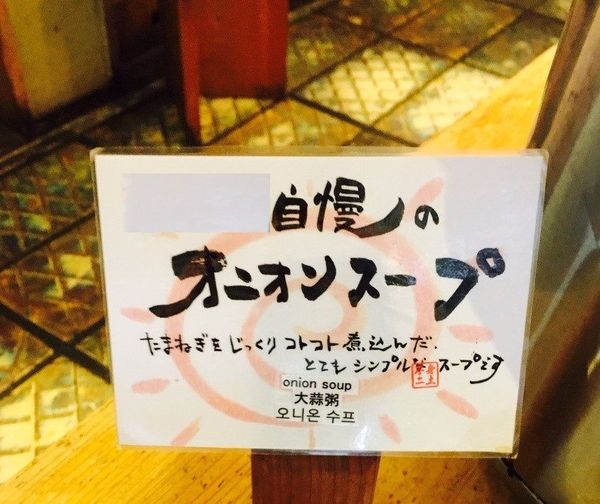 自慢の
オニオンスープ
たまねぎをじっくりコトコト煮込んだ.
とてもシンプルなスープです
onion soup
大蒜粥
오니온 수프